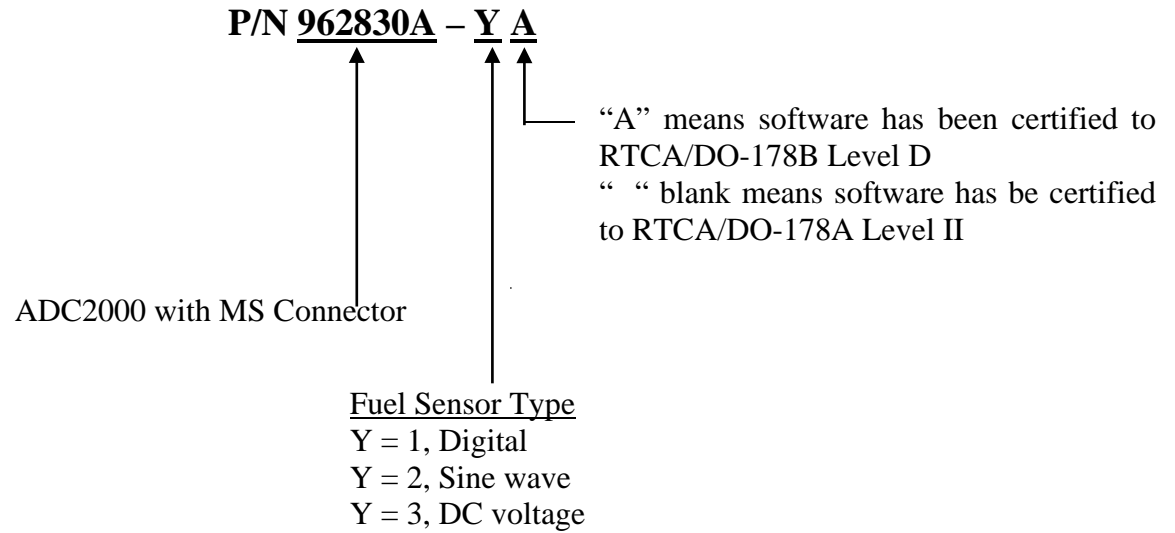 P/N 962830A – Y A
“A” means software has been certified to
RTCA/DO-178B Level D
“ “ blank means software has be certified
to RTCA/DO-178A Level II
ADC2000 with MS Connector
Fuel Sensor Type
Y = 1, Digital
Y = 2, Sine wave
Y = 3, DC voltage